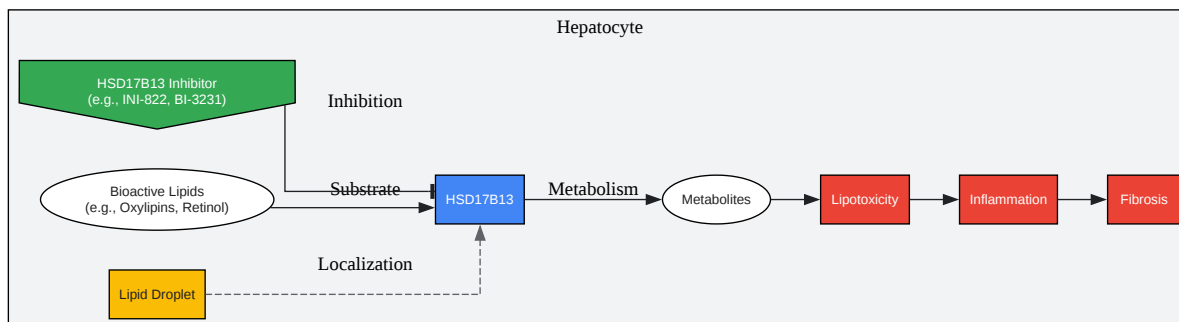 Hepatocyte
HSD17B13 Inhibitor
(e.g., INI-822, BI-3231)
Inhibition
Bioactive Lipids
(e.g., Oxylipins, Retinol)
Substrate
HSD17B13
Metabolism
Metabolites
Lipotoxicity
Inflammation
Fibrosis
Localization
Lipid Droplet